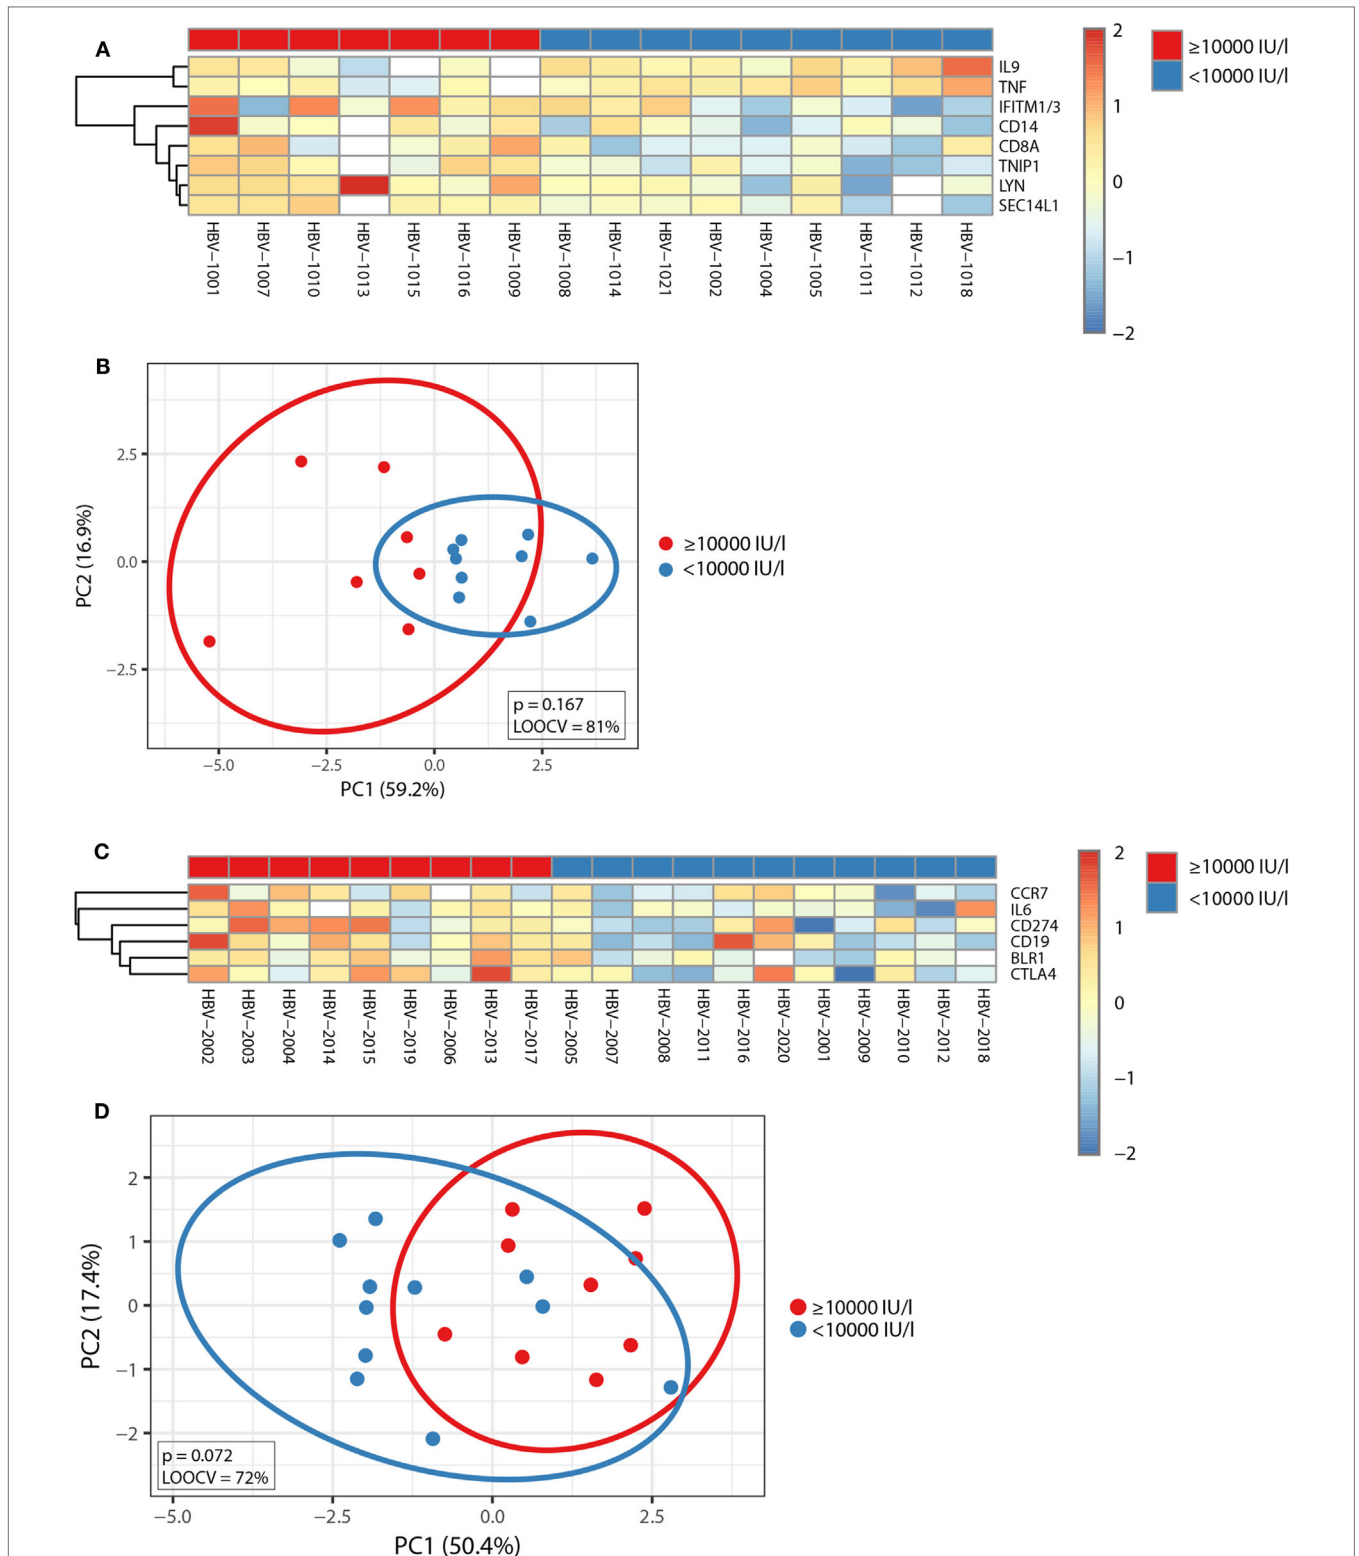 A
2
1
0
−1
−2
≥10000 IU/l
<10000 IU/l
IL9
TNF
IFITM1/3
CD14
CD8A
TNIP1
LYN
SEC14L1
HBV−1001
HBV−1007
HBV−1010
HBV−1013
HBV−1015
HBV−1016
HBV−1009
HBV−1008
HBV−1014
HBV−1021
HBV−1002
HBV−1004
HBV−1005
HBV−1011
HBV−1012
HBV−1018
B
2.5
0.0
−2.5
PC2 (16.9%)
≥10000 IU/l
<10000 IU/l
p = 0.167
LOOCV = 81%
−5.0
−2.5
0.0
2.5
PC1 (59.2%)
C
2
1
0
−1
−2
≥10000 IU/l
<10000 IU/l
CCR7
IL6
CD274
CD19
BLR1
CTLA4
HBV−2002
HBV−2003
HBV−2004
HBV−2014
HBV−2015
HBV−2019
HBV−2006
HBV−2013
HBV−2017
HBV−2005
HBV−2007
HBV−2008
HBV−2011
HBV−2016
HBV−2020
HBV−2001
HBV−2009
HBV−2010
HBV−2012
HBV−2018
D
2
1
0
−1
−2
PC2 (17.4%)
≥10000 IU/l
<10000 IU/l
p = 0.072
LOOCV = 72%
−5.0
−2.5
0.0
2.5
PC1 (50.4%)